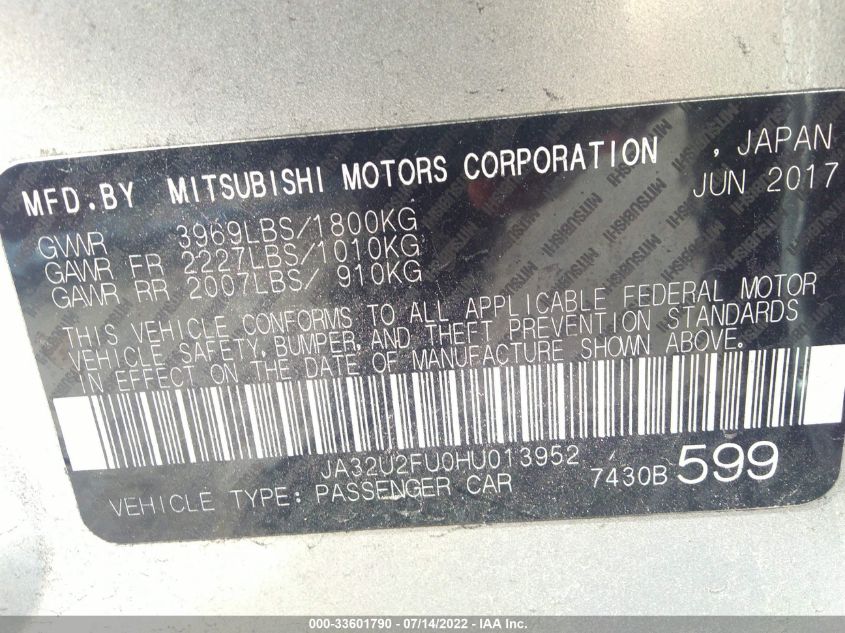 MFD.BY MITSUBISHI MOTORS CORPORATION , JAPAN
JUN 2017
GVWR 3969LBS/1800KG
GAWR FR 2227LBS/1010KG
GAWR RR 2007LBS/ 910KG
THIS VEHICLE CONFORMS TO ALL APPLICABLE FEDERAL MOTOR
VEHICLE SAFETY,BUMPER,AND THEFT PREVENTION STANDARDS
IN EFFECT ON THE DATE OF MANUFACTURE SHOWN ABOVE.
JA32U2FU0HU013952
VEHICLE TYPE: PASSENGER CAR 7430B 599
000-33601790 - 07/14/2022 - IAA Inc.